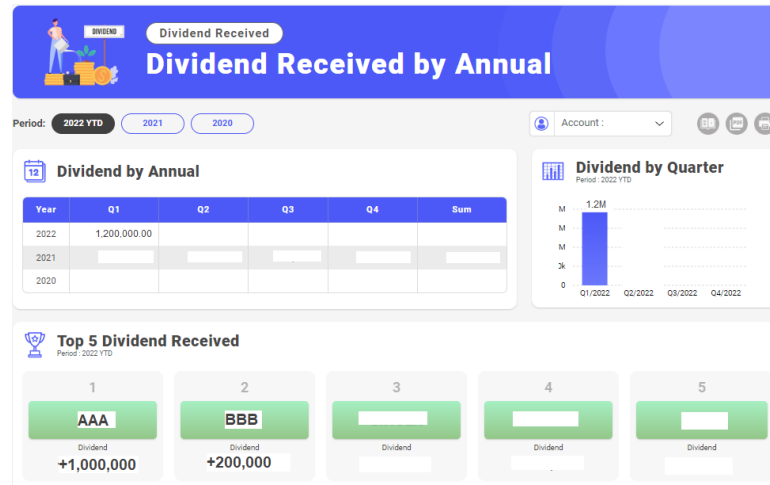 DIVIDEND
Dividend Received
Dividend Received by Annual
Period: 2022 YTD 2021 2020
Account :
12 Dividend by Annual
Year Q1 Q2 Q3 Q4 Sum
2022 1,200,000.00
2021
2020
Dividend by Quarter
Period : 2022 YTD
1.2M
M
M
M
0
Q1/2022 Q2/2022 Q3/2022 Q4/2022
Top 5 Dividend Received
Period : 2022 YTD
1 2 3 4 5
AAA BBB
Dividend Dividend Dividend Dividend Dividend
+1,000,000 +200,000